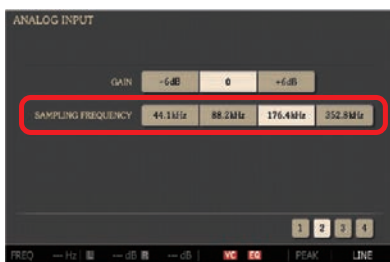 ANALOG INPUT
GAIN -6dB 0 +6dB
SAMPLING FREQUENCY 44.1kHz 88.2kHz 176.4kHz 352.8kHz
1 2 3 4
FREQ --- Hz --- dB --- dB VC EQ PEAK LINE